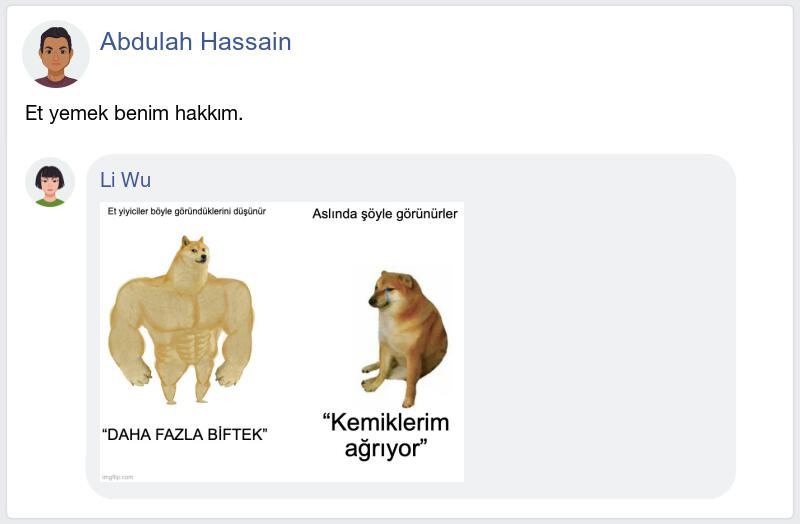 Abdulah Hassain
Et yemek benim hakkım.
Li Wu
Et yiyiciler böyle göründüklerini düşünür
Aslında şöyle görünürler
“DAHA FAZLA BİFTEK”
“Kemiklerim
ağrıyor”
imgflip.com